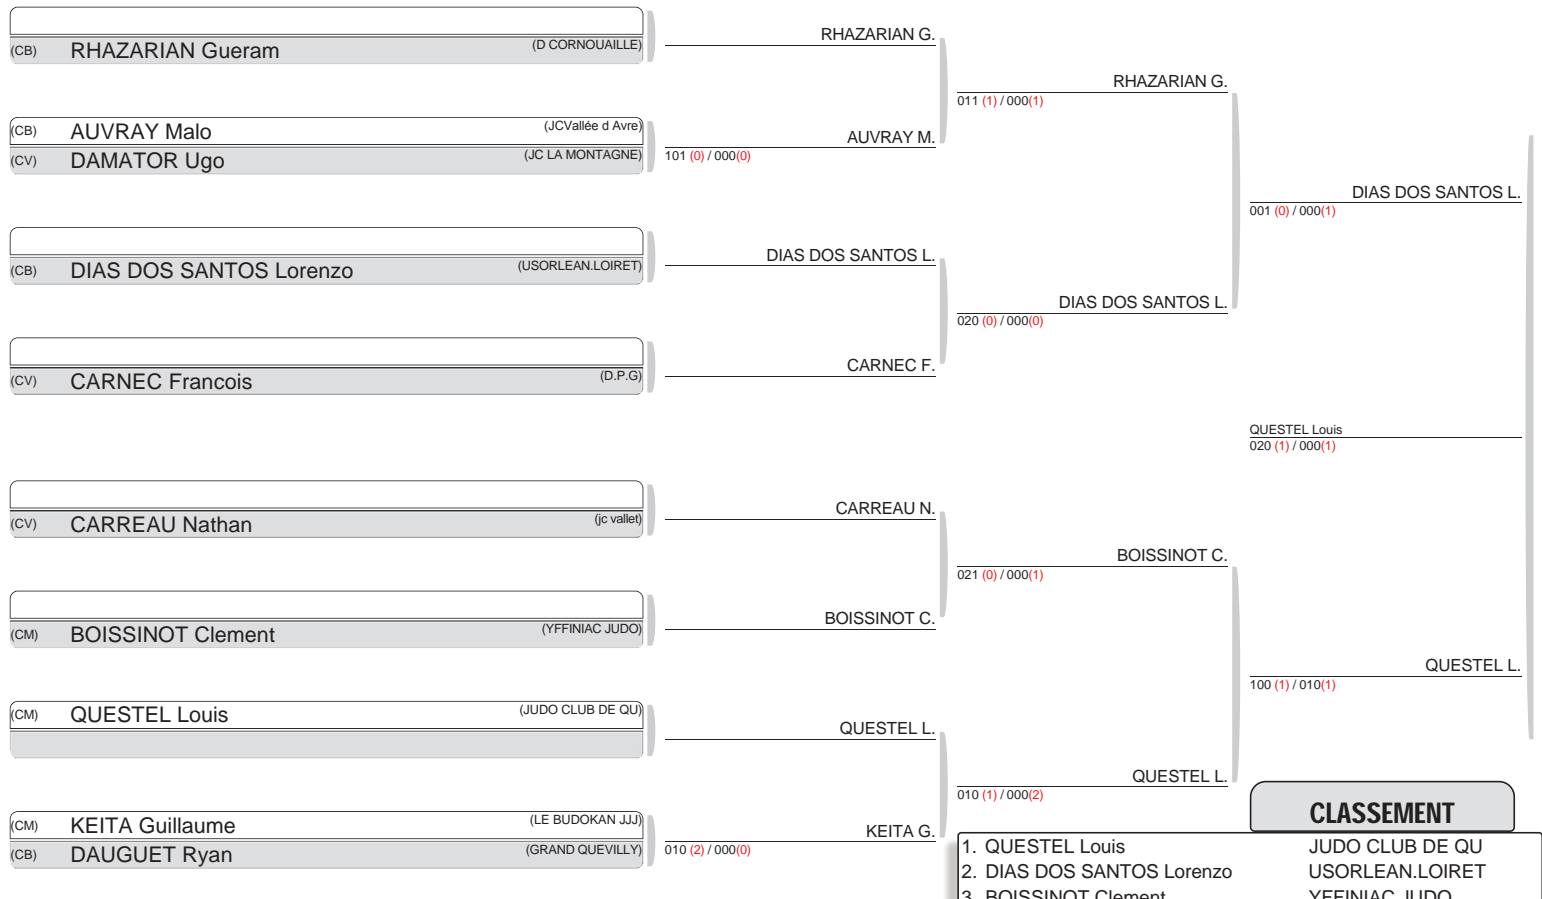 (CB) RHAZARIAN Gueram (D CORNOUAILLE)
(CB) AUVRAY Malo (JCVallée d Avre)
(CV) DAMATOR Ugo (JC LA MONTAGNE)
(CB) DIAS DOS SANTOS Lorenzo (USORLEAN.LOIRET)
(CV) CARNEC Francois (D.P.G)
(CV) CARREAU Nathan (jc vallet)
(CM) BOISSINOT Clement (YFFINIAC JUDO)
(CM) QUESTEL Louis (JUDO CLUB DE QU)
(CM) KEITA Guillaume (LE BUDOKAN JJJ)
(CB) DAUGUET Ryan (GRAND QUEVILLY)
RHAZARIAN G.
AUVRAY M.
101 (0) / 000(0)
DIAS DOS SANTOS L.
CARNEC F.
CARREAU N.
BOISSINOT C.
QUESTEL L.
KEITA G.
010 (2) / 000(0)
RHAZARIAN G.
011 (1) / 000(1)
DIAS DOS SANTOS L.
020 (0) / 000(0)
BOISSINOT C.
021 (0) / 000(1)
QUESTEL L.
010 (1) / 000(2)
DIAS DOS SANTOS L.
001 (0) / 000(1)
QUESTEL Louis
020 (1) / 000(1)
QUESTEL L.
100 (1) / 010(1)
CLASSEMENT
1. QUESTEL Louis JUDO CLUB DE QU
2. DIAS DOS SANTOS Lorenzo USORLEAN.LOIRET
3. BOISSINOT Clement YFFINIAC JUDO